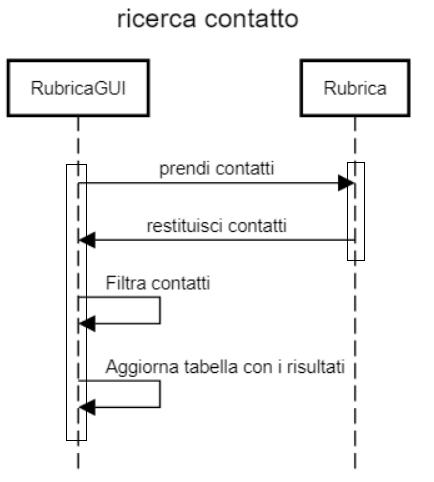 ricerca contatto
RubricaGUI
Rubrica
prendi contatti
restituisci contatti
Filtra contatti
Aggiorna tabella con i risultati